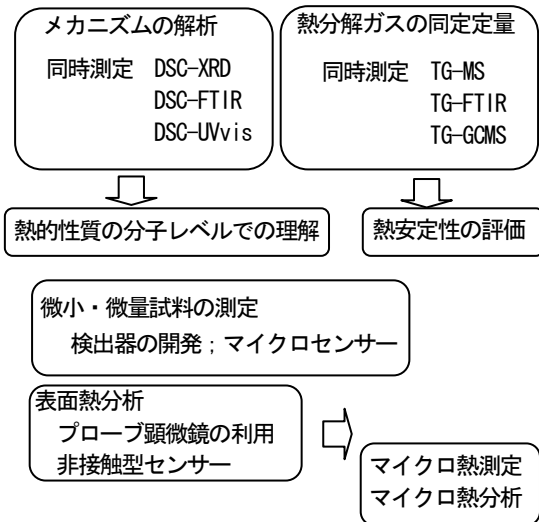 メカニズムの解析
同時測定 DSC-XRD
DSC-FTIR
DSC-UVvis
熱分解ガスの同定定量
同時測定 TG-MS
TG-FTIR
TG-GCMS
熱的性質の分子レベルでの理解
熱安定性の評価
微小・微量試料の測定
検出器の開発；マイクロセンサー
表面熱分析
プローブ顕微鏡の利用
非接触型センサー
マイクロ熱測定
マイクロ熱分析